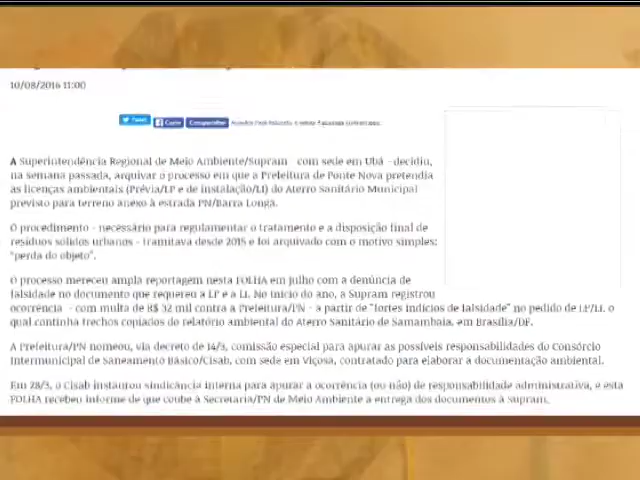 10/08/2016 11:00
Tweet
Curtir
Compartilhar
A Superintendência Regional de Meio Ambiente/Supram - com sede em Ubá - decidiu,
na semana passada, arquivar o processo em que a Prefeitura de Ponte Nova pretendia
as licenças ambientais (Prévia/LP e de instalação/LI) do Aterro Sanitário Municipal
previsto para terreno anexo à estrada PN/Barra Longa.
O procedimento - necessário para regulamentar o tratamento e a disposição final de
resíduos sólidos urbanos - tramitava desde 2015 e foi arquivado com o motivo simples:
"perda do objeto".
O processo mereceu ampla reportagem nesta FOLHA em julho com a denúncia de
falsidade no documento que requereu a LP e a LI. No início do ano, a Supram registrou
ocorrência - com multa de R$ 32 mil contra a Prefeitura/PN - a partir de "fortes indícios de falsidade" no pedido de LP/LI, o
qual continha trechos copiados do relatório ambiental do Aterro Sanitário de Samambaia, em Brasília/DF.
A Prefeitura/PN nomeou, via decreto de 14/3, comissão especial para apurar as possíveis responsabilidades do Consórcio
Intermunicipal de Saneamento Básico/Cisab, com sede em Viçosa, contratado para elaborar a documentação ambiental.
Em 28/3, o Cisab instaurou sindicância interna para apurar a ocorrência (ou não) de responsabilidade administrativa, e esta
FOLHA recebeu informe de que coube à Secretaria/PN de Meio Ambiente a entrega dos documentos à Supram.